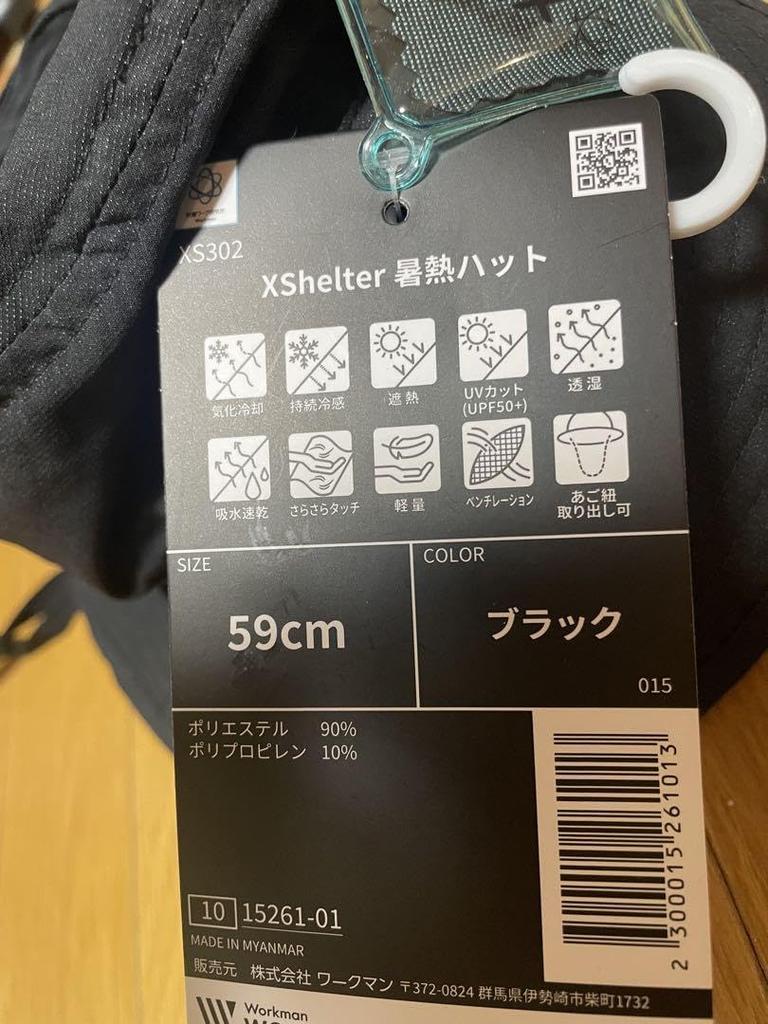 XS302
XShelter 暑熱ハット
気化冷却
持続冷感
遮熱
UVカット
(UPF50+)
透湿
吸水速乾
さらさらタッチ
軽量
ベンチレーション
あご紐
取り出し可
SIZE
59cm
COLOR
ブラック
015
ポリエステル 90%
ポリプロピレン 10%
10 15261-01
MADE IN MYANMAR
販売元 株式会社 ワークマン 〒372-0824 群馬県伊勢崎市柴町1732
2 300015 261013
Workman